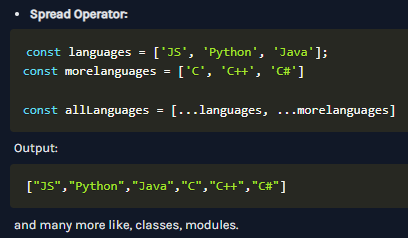 • Spread Operator:
const languages = ['JS', 'Python', 'Java'];
const morelanguages = ['C', 'C++', 'C#']
const allLanguages = [...languages, ...morelanguages]
Output:
["JS","Python","Java","C","C++","C#"]
and many more like, classes, modules.